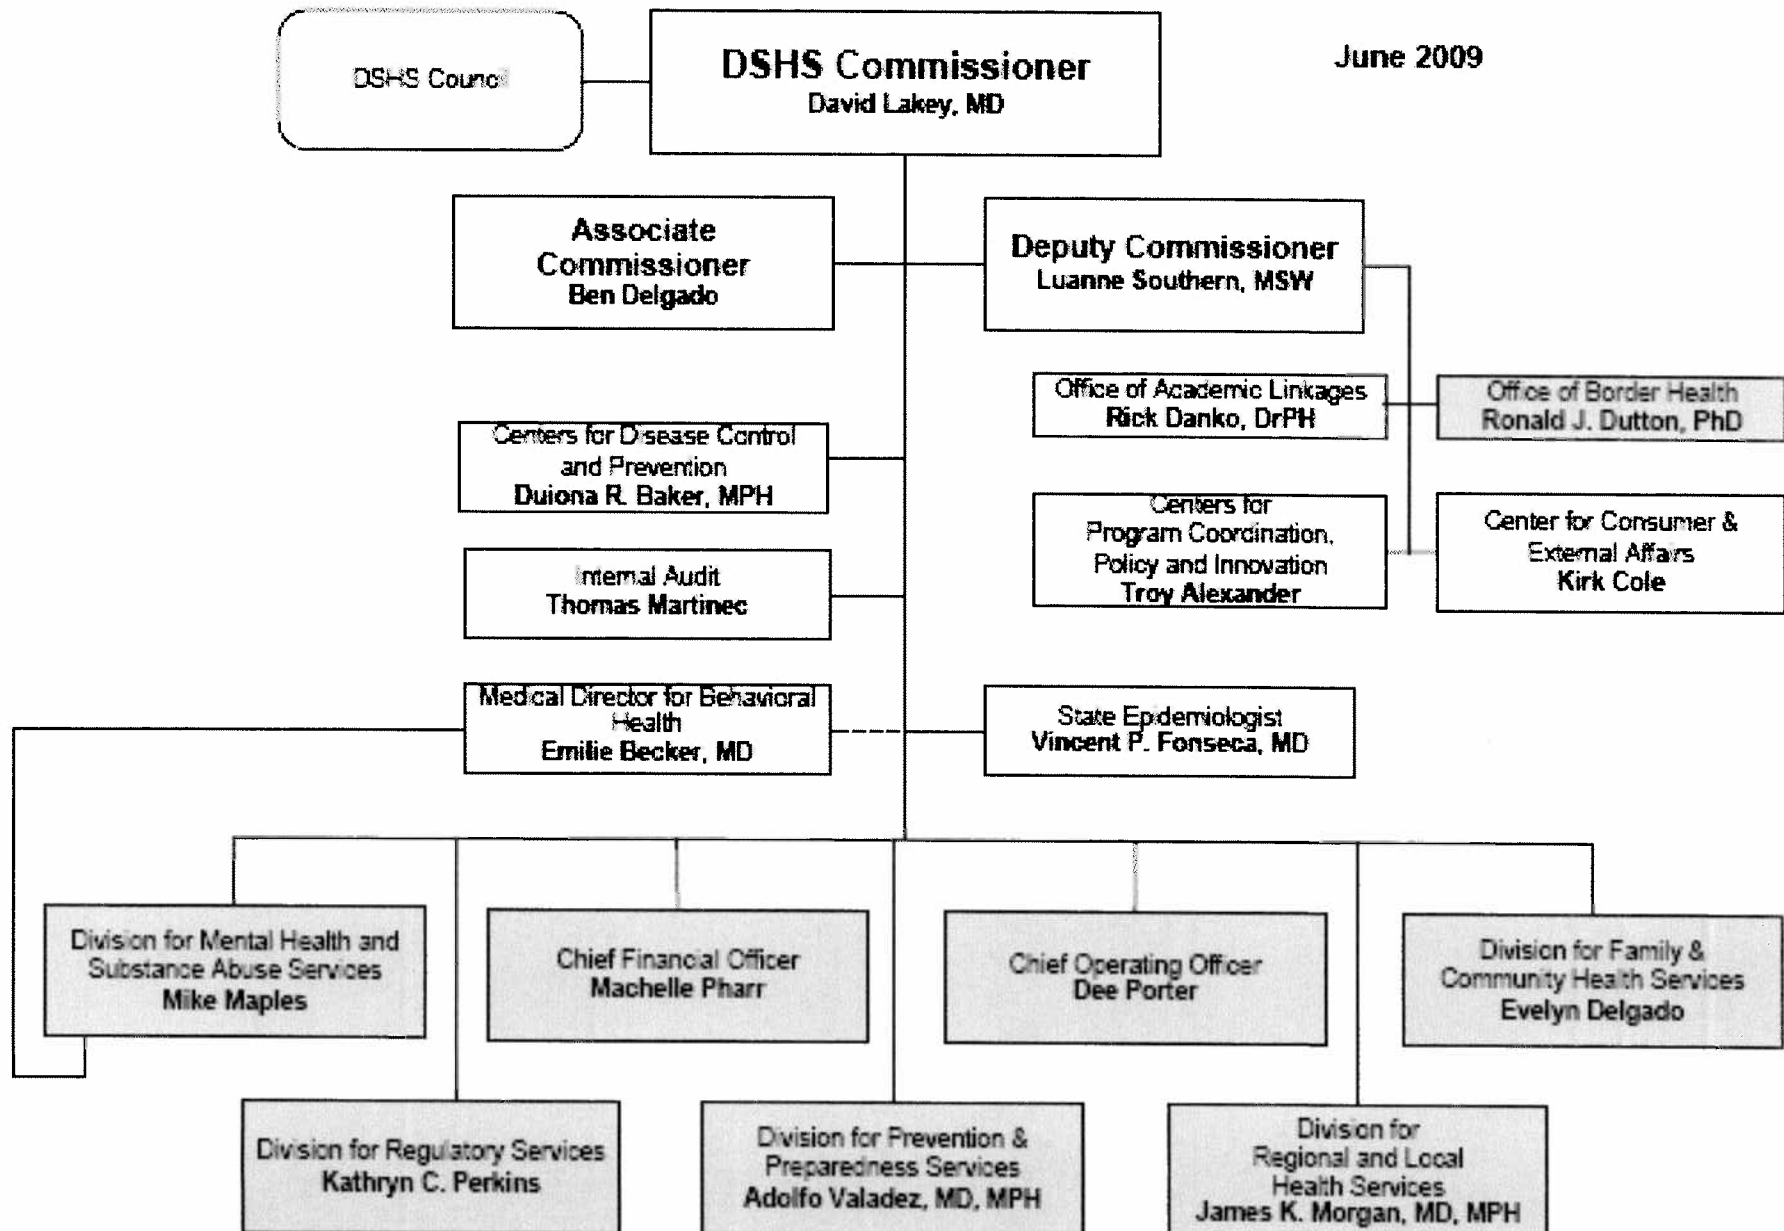 DSHS Council
DSHS Commissioner
David Lakey, MD
June 2009
Associate
Commissioner
Ben Delgado
Deputy Commissioner
Luanne Southern, MSW
Office of Academic Linkages
Rick Danko, DrPH
Office of Border Health
Ronald J. Dutton, PhD
Centers for Disease Control
and Prevention
Duiona R. Baker, MPH
Centers for
Program Coordination,
Policy and Innovation
Troy Alexander
Center for Consumer &
External Affairs
Kirk Cole
Internal Audit
Thomas Martinec
Medical Director for Behavioral
Health
Emilie Becker, MD
State Epidemiologist
Vincent P. Fonseca, MD
Division for Mental Health and
Substance Abuse Services
Mike Maples
Chief Financial Officer
Machelle Pharr
Chief Operating Officer
Dee Porter
Division for Family &
Community Health Services
Evelyn Delgado
Division for Regulatory Services
Kathryn C. Perkins
Division for Prevention &
Preparedness Services
Adolfo Valadez, MD, MPH
Division for
Regional and Local
Health Services
James K. Morgan, MD, MPH